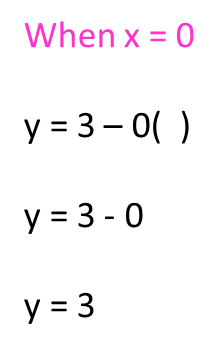 When x = 0
y = 3 – 0(  )
y = 3 - 0
y = 3